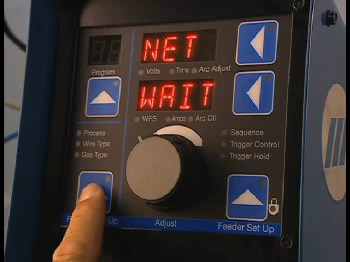 NET
Program
Volts Time Arc Adjust
WAIT
WFS Amps Arc Ctl
Process
Wire Type
Gas Type
Sequence
Trigger Control
Trigger Hold
Up
Adjust
Feeder Set Up